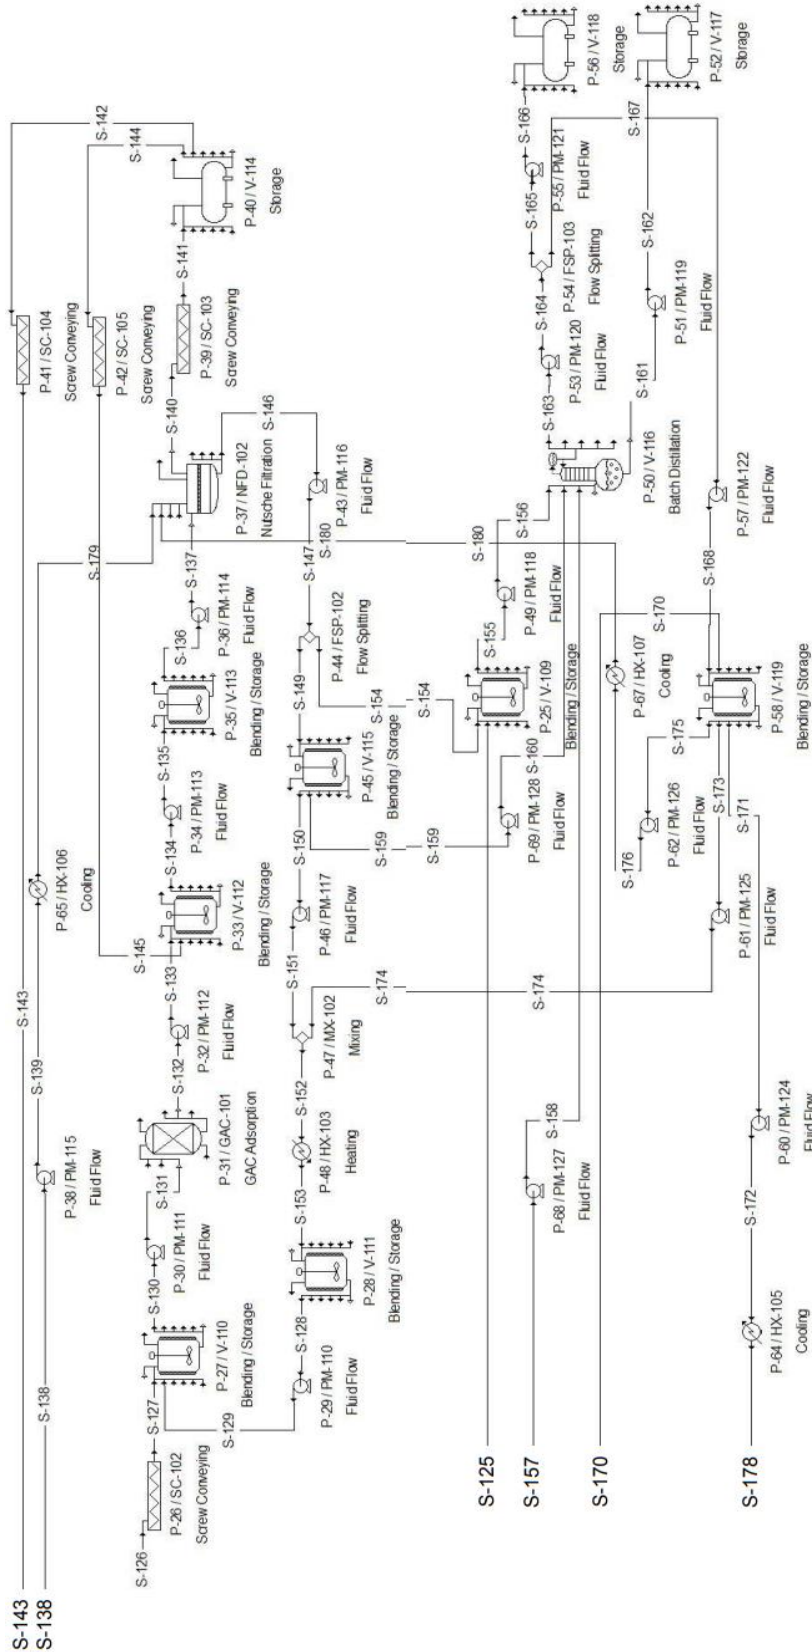 S-143
S-138
S-143
S-138
S-139
P-38 / PM-115
Fluid Flow
P-65 / HX-106
Cooling
S-179
P-41 / SC-104
Screw Conveying
S-142
S-144
P-42 / SC-105
Screw Conveying
S-126
P-26 / SC-102
Screw Conveying
S-127
P-27 / V-110
Blending / Storage
S-129
S-130
P-30 / PM-111
Fluid Flow
S-131
P-31 / GAC-101
GAC Adsorption
S-132
P-32 / PM-112
Fluid Flow
S-133
S-145
P-33 / V-112
Blending / Storage
S-134
P-34 / PM-113
Fluid Flow
S-135
P-35 / V-113
Blending / Storage
S-136
P-36 / PM-114
Fluid Flow
S-137
P-37 / NFD-102
Nutsche Filtration
S-140
P-39 / SC-103
Screw Conveying
S-141
P-40 / V-114
Storage
S-146
P-43 / PM-116
Fluid Flow
S-180
S-147
P-44 / FSP-102
Flow Splitting
S-149
S-154
S-154
P-45 / V-115
Blending / Storage
S-150
S-159
S-159
P-46 / PM-117
Fluid Flow
S-151
P-47 / MX-102
Mixing
S-174
S-152
P-48 / HX-103
Heating
S-153
P-28 / V-111
Blending / Storage
S-128
P-29 / PM-110
Fluid Flow
S-125
S-157
S-170
S-178
P-25 / V-109
Blending / Storage
S-155
P-49 / PM-118
Fluid Flow
S-156
S-180
P-69 / PM-128
Fluid Flow
S-160
P-68 / PM-127
Fluid Flow
S-158
P-50 / V-116
Batch Distillation
S-163
P-53 / PM-120
Fluid Flow
S-164
P-54 / FSP-103
Flow Splitting
S-165
P-55 / PM-121
Fluid Flow
S-166
P-56 / V-118
Storage
S-167
P-52 / V-117
Storage
S-162
P-51 / PM-119
Fluid Flow
S-161
P-57 / PM-122
Fluid Flow
S-168
S-170
P-67 / HX-107
Cooling
P-58 / V-119
Blending / Storage
S-175
P-62 / PM-126
Fluid Flow
S-176
S-173
S-171
P-61 / PM-125
Fluid Flow
S-174
P-60 / PM-124
Fluid Flow
S-172
P-64 / HX-105
Cooling